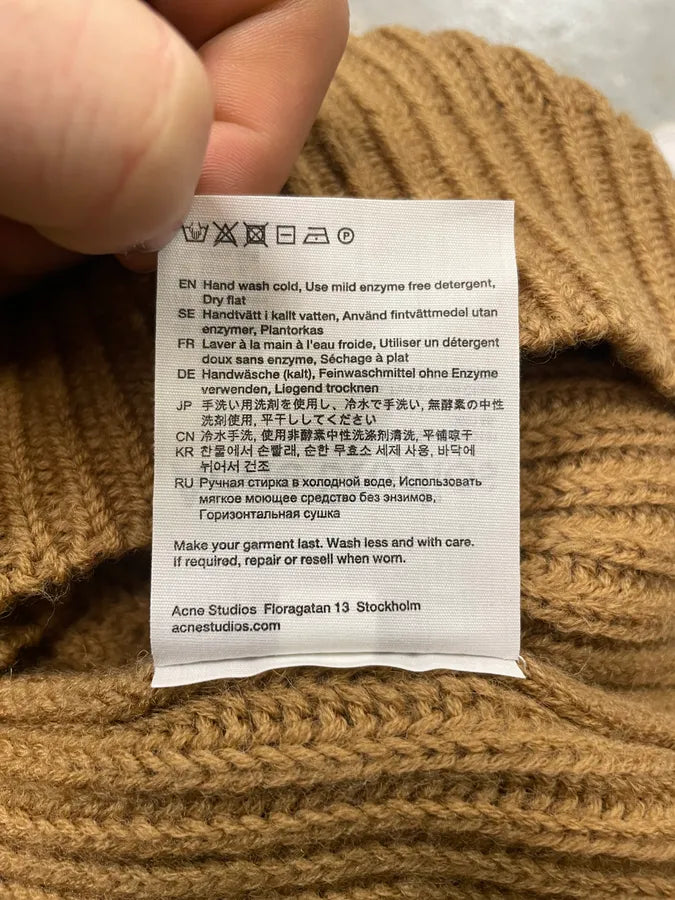 P
EN Hand wash cold, Use mild enzyme free detergent,
Dry flat
SE Handtvätt i kallt vatten, Använd fintvättmedel utan
enzymer, Plantorkas
FR Laver à la main à l'eau froide, Utiliser un détergent
doux sans enzyme, Séchage à plat
DE Handwäsche (kalt), Feinwaschmittel ohne Enzyme
verwenden, Liegend trocknen
JP 手洗い用洗剤を使用し、冷水で手洗い, 無酵素の中性
洗剤使用, 平干ししてください
CN 冷水手洗, 使用非酵素中性洗涤剂清洗, 平铺晾干
KR 찬물에서 손빨래, 순한 무효소 세제 사용, 바닥에
뉘어서 건조
RU Ручная стирка в холодной воде, Использовать
мягкое моющее средство без энзимов,
Горизонтальная сушка
Make your garment last. Wash less and with care.
If required, repair or resell when worn.
Acne Studios Floragatan 13 Stockholm
acnestudios.com